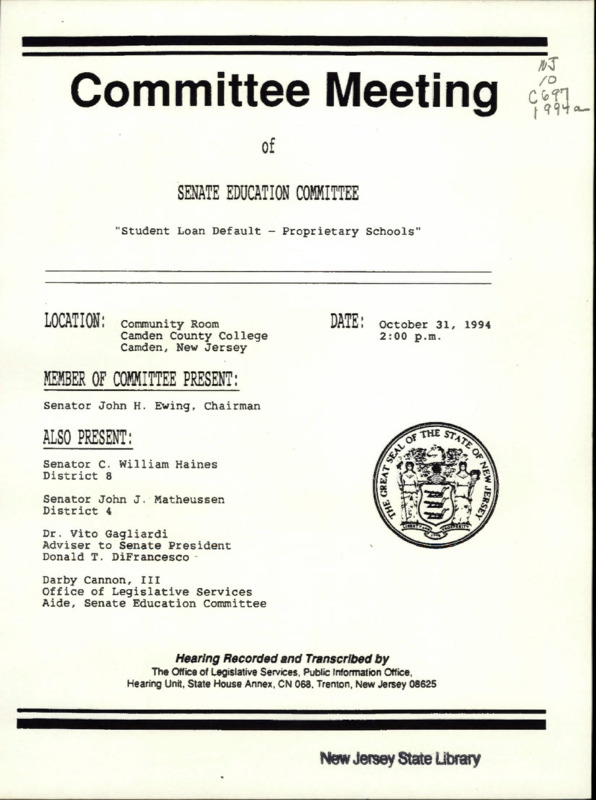 Committee Meeting
NJ
10
C697
1994a
of
SENATE EDUCATION COMMITTEE
"Student Loan Default – Proprietary Schools"
LOCATION: Community Room
Camden County College
Camden, New Jersey
DATE: October 31, 1994
2:00 p.m.
MEMBER OF COMMITTEE PRESENT:
Senator John H. Ewing, Chairman
ALSO PRESENT:
Senator C. William Haines
District 8
Senator John J. Matheussen
District 4
Dr. Vito Gagliardi
Adviser to Senate President
Donald T. DiFrancesco
Darby Cannon, III
Office of Legislative Services
Aide, Senate Education Committee
THE GREAT SEAL OF THE STATE OF NEW JERSEY
Hearing Recorded and Transcribed by
The Office of Legislative Services, Public Information Office,
Hearing Unit, State House Annex, CN 068, Trenton, New Jersey 08625
New Jersey State Library